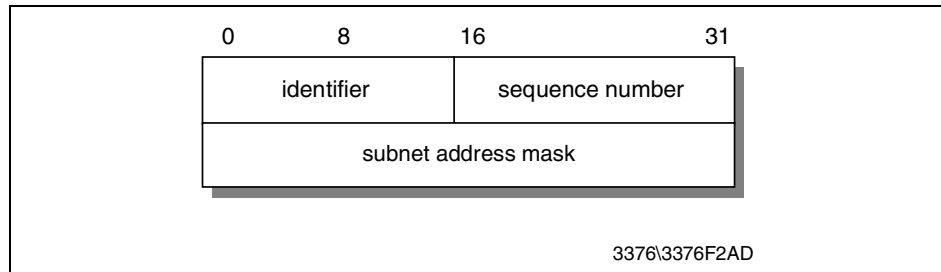 0 8 16 31
identifier sequence number
subnet address mask
3376\3376F2AD